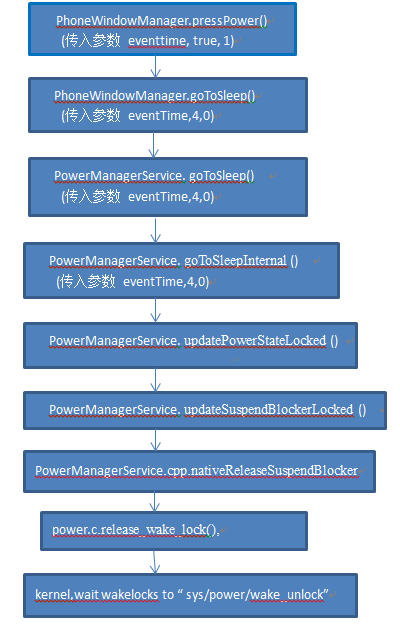 PhoneWindowManager.pressPower()
(传入参数 eventtime, true, 1)
PhoneWindowManager.goToSleep()
(传入参数 eventTime,4,0)
PowerManagerService. goToSleep()
(传入参数 eventTime,4,0)
PowerManagerService. goToSleepInternal ()
(传入参数 eventTime,4,0)
PowerManagerService. updatePowerStateLocked ()
PowerManagerService. updateSuspendBlockerLocked ()
PowerManagerService.cpp.nativeReleaseSuspendBlocker
power.c.release_wake_lock(),
kernel,wait wakelocks to “ sys/power/wake_unlock”